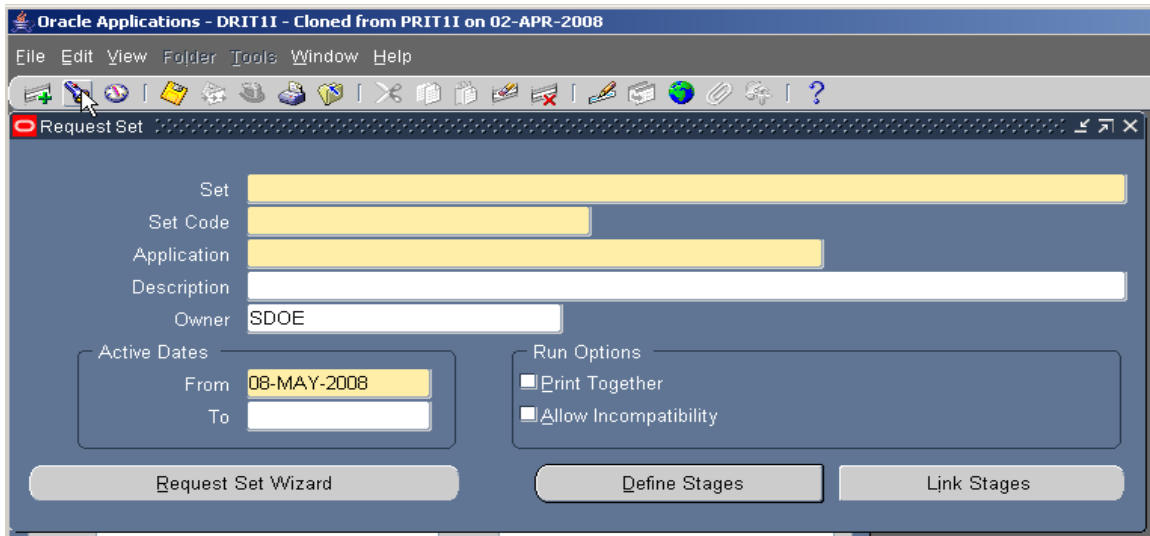 Oracle Applications - DRIT1I - Cloned from PRIT1I on 02-APR-2008
File Edit View Folder Tools Window Help
?
Request Set
Set
Set Code
Application
Description
Owner SDOE
Active Dates
From 08-MAY-2008
To
Run Options
Print Together
Allow Incompatibility
Request Set Wizard
Define Stages
Link Stages